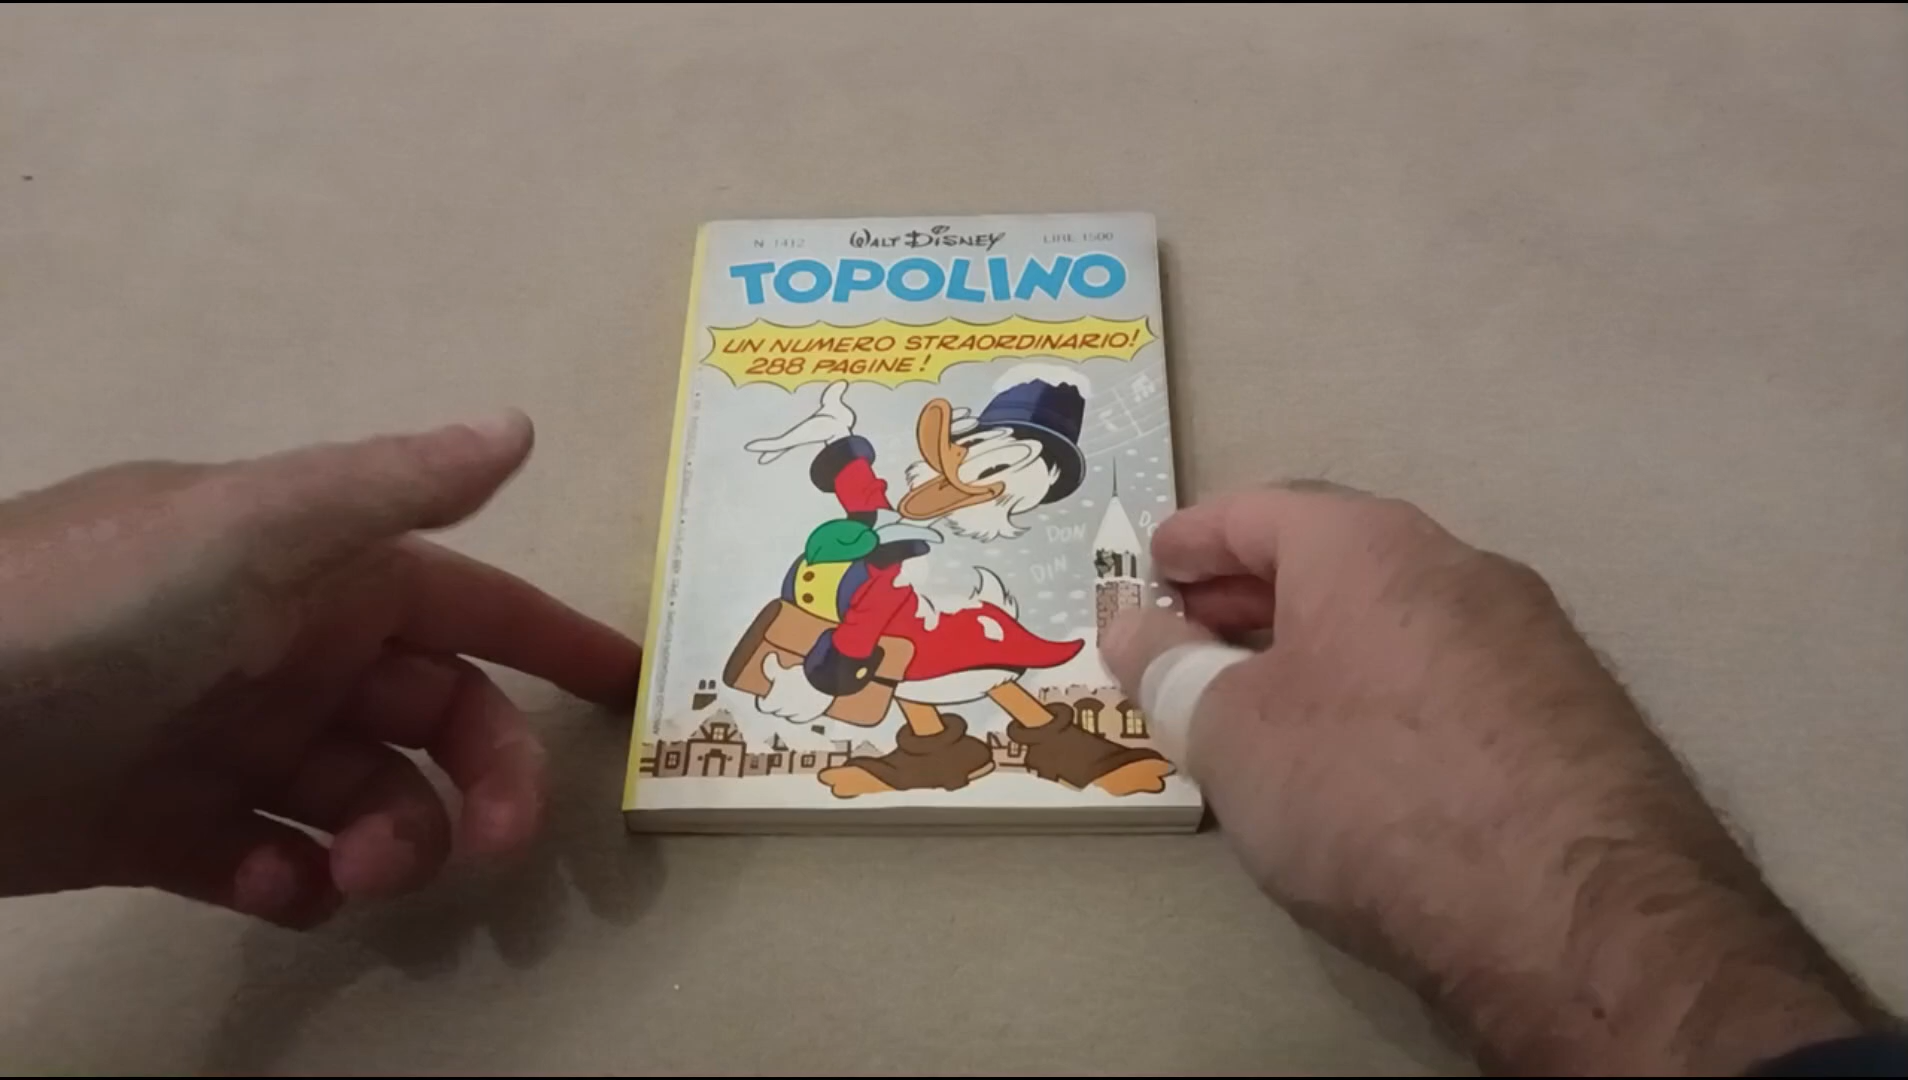 N. 1412 WALT DISNEY LIRE 1500
TOPOLINO
UN NUMERO STRAORDINARIO!
288 PAGINE!
DON
DIN